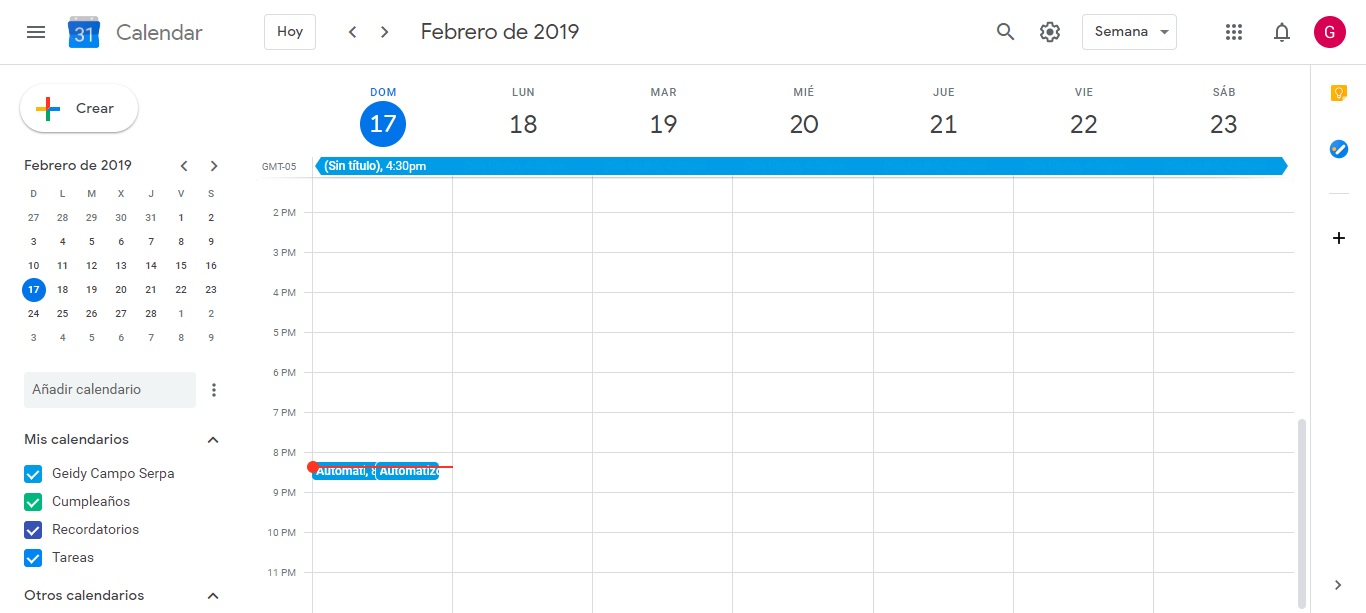 31 Calendar Hoy Febrero de 2019 Semana G
Crear
Febrero de 2019
D L M X J V S
27 28 29 30 31 1 2
3 4 5 6 7 8 9
10 11 12 13 14 15 16
17 18 19 20 21 22 23
24 25 26 27 28 1 2
3 4 5 6 7 8 9
Añadir calendario
Mis calendarios
Geidy Campo Serpa
Cumpleaños
Recordatorios
Tareas
Otros calendarios
DOM LUN MAR MIÉ JUE VIE SÁB
17 18 19 20 21 22 23
GMT-05 (Sin título), 4:30pm
2 PM
3 PM
4 PM
5 PM
6 PM
7 PM
8 PM
Automati, 8 Automatizo
9 PM
10 PM
11 PM